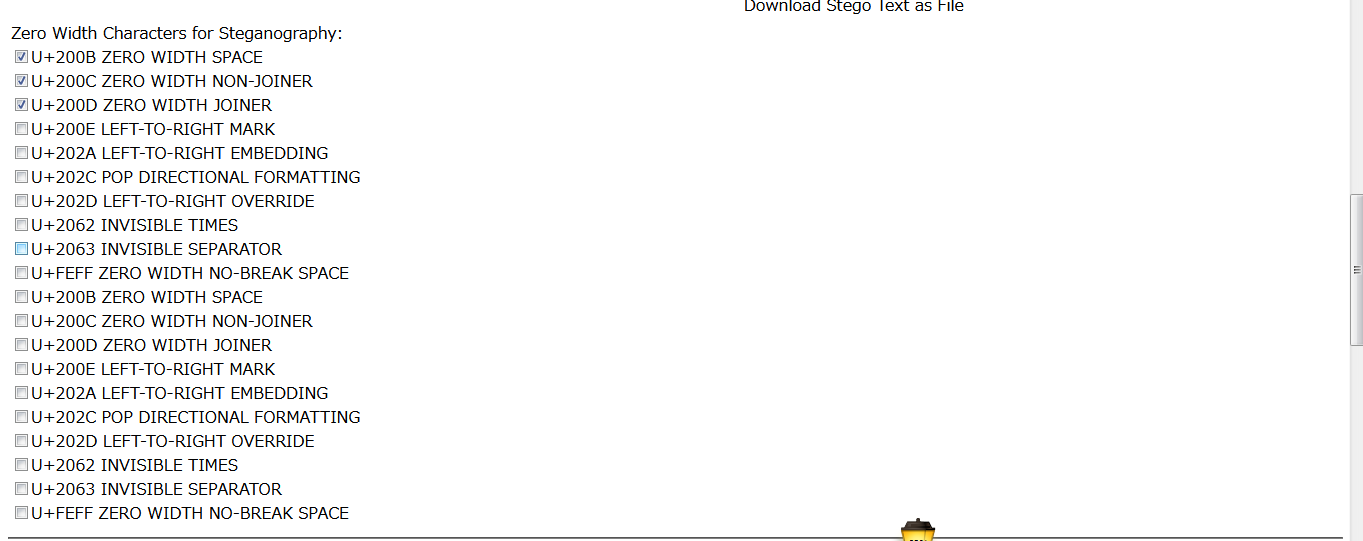 Download Stego Text as File
Zero Width Characters for Steganography:
U+200B ZERO WIDTH SPACE
U+200C ZERO WIDTH NON-JOINER
U+200D ZERO WIDTH JOINER
U+200E LEFT-TO-RIGHT MARK
U+202A LEFT-TO-RIGHT EMBEDDING
U+202C POP DIRECTIONAL FORMATTING
U+202D LEFT-TO-RIGHT OVERRIDE
U+2062 INVISIBLE TIMES
U+2063 INVISIBLE SEPARATOR
U+FEFF ZERO WIDTH NO-BREAK SPACE
U+200B ZERO WIDTH SPACE
U+200C ZERO WIDTH NON-JOINER
U+200D ZERO WIDTH JOINER
U+200E LEFT-TO-RIGHT MARK
U+202A LEFT-TO-RIGHT EMBEDDING
U+202C POP DIRECTIONAL FORMATTING
U+202D LEFT-TO-RIGHT OVERRIDE
U+2062 INVISIBLE TIMES
U+2063 INVISIBLE SEPARATOR
U+FEFF ZERO WIDTH NO-BREAK SPACE